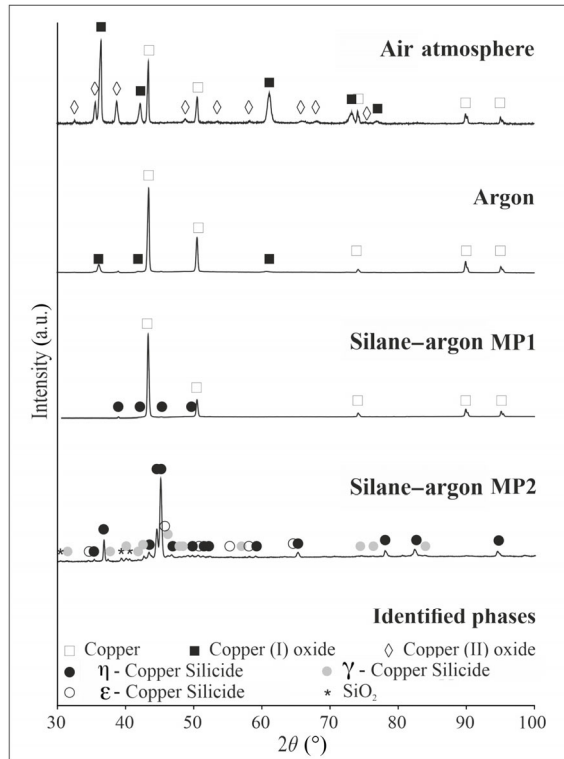 Air atmosphere
Argon
Silane–argon MP1
Silane–argon MP2
Identified phases
Copper
Copper (I) oxide
Copper (II) oxide
η - Copper Silicide
γ - Copper Silicide
ε - Copper Silicide
SiO₂
30 40 50 60 70 80 90 100
2θ (°)
Intensity (a.u.)